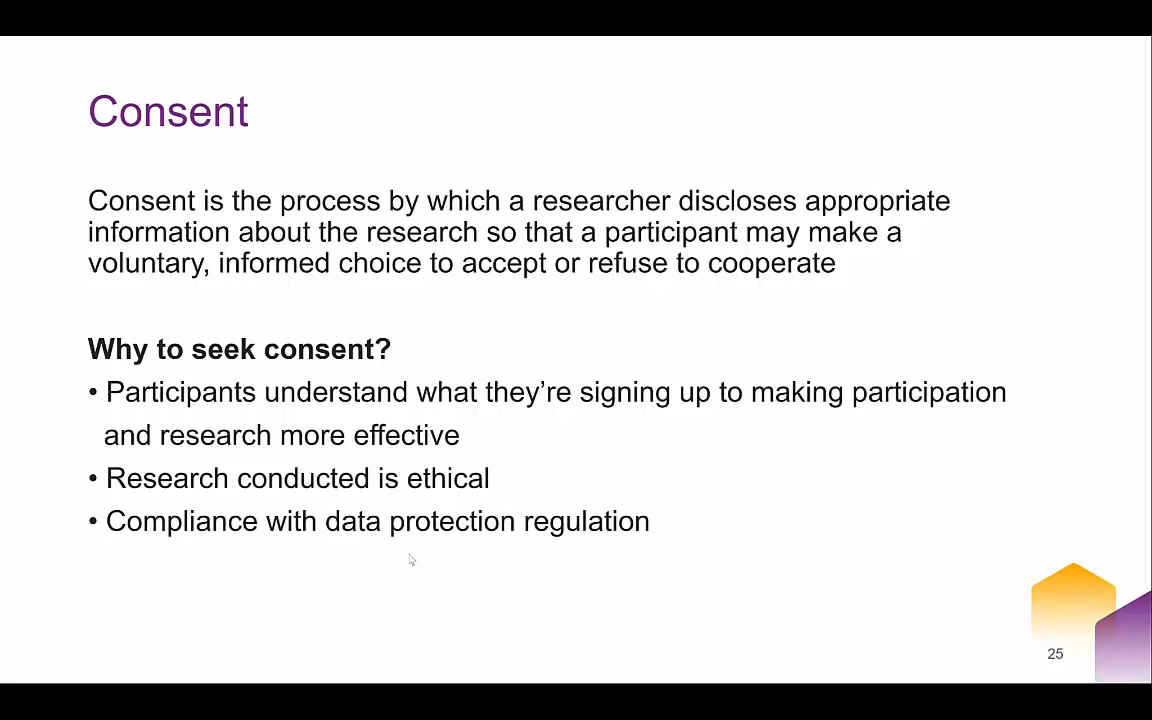 Consent
Consent is the process by which a researcher discloses appropriate
information about the research so that a participant may make a
voluntary, informed choice to accept or refuse to cooperate
Why to seek consent?
• Participants understand what they’re signing up to making participation
and research more effective
• Research conducted is ethical
• Compliance with data protection regulation
25